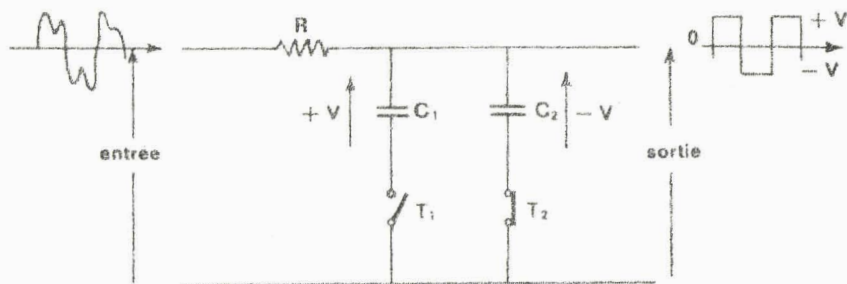 R
0
+ V
− V
+ V
C₁
C₂
− V
entree
sortie
T₁
T₂